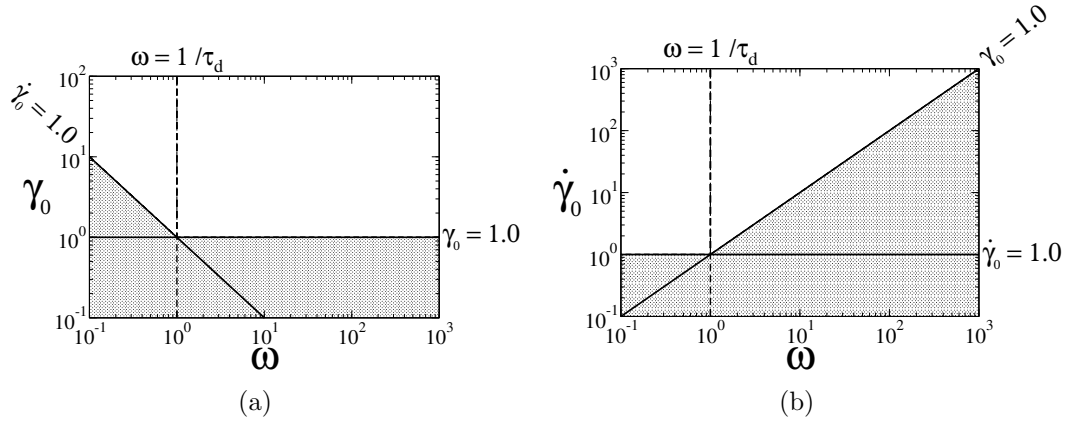 ω = 1 /τd
10²
10¹
10⁰
10⁻¹
γ̇₀ = 1.0
γ₀
γ₀ = 1.0
10⁻¹ 10⁰ 10¹ 10² 10³
ω
(a)
ω = 1 /τd
γ₀ = 1.0
10³
10²
10¹
10⁰
10⁻¹
γ̇₀
γ̇₀ = 1.0
10⁻¹ 10⁰ 10¹ 10² 10³
ω
(b)